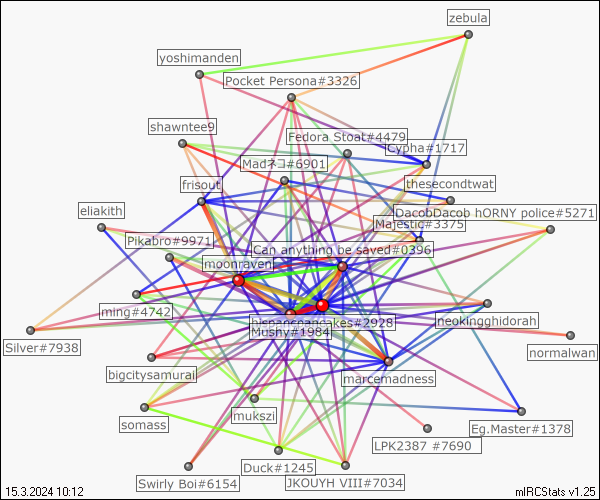 zebula
yoshimanden
Pocket Persona#3326
shawntee9
Fedora Stoat#4479
Cypha#1717
Madネコ#6901
thesecondtwat
frisout
eliakith
DacobDacob hORNY police#5271
Majestic#3375
Pikabro#9971
Can anything be saved#0396
moonraven
ming#4742
neokingghidorah
Mushy#1984
Silver#7938
normalwan
bigcitysamurai
marcemadness
mukszi
somass
Eg.Master#1378
LPK2387 #7690
Duck#1245
Swirly Boi#6154
JKOUYH VIII#7034
15.3.2024 10:12
mIRCStats v1.25